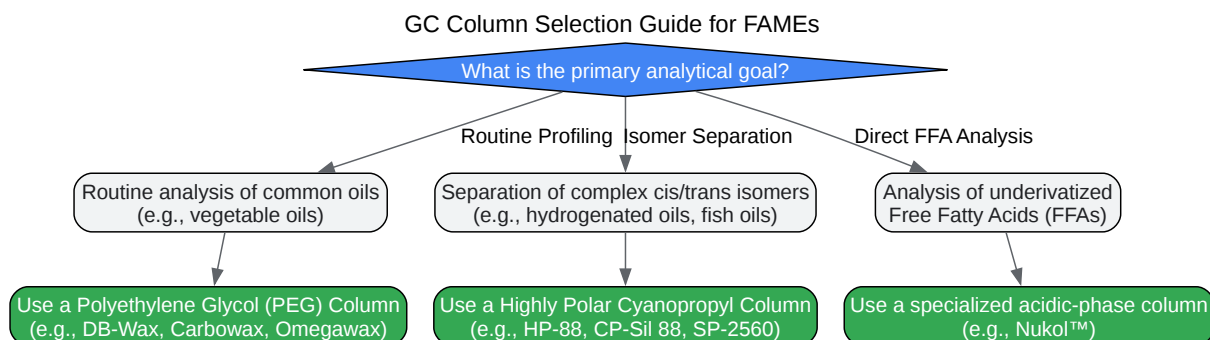 GC Column Selection Guide for FAMEs
What is the primary analytical goal?
Routine Profiling
Isomer Separation
Direct FFA Analysis
Routine analysis of common oils
(e.g., vegetable oils)
Separation of complex cis/trans isomers
(e.g., hydrogenated oils, fish oils)
Analysis of underivatized
Free Fatty Acids (FFAs)
Use a Polyethylene Glycol (PEG) Column
(e.g., DB-Wax, Carbowax, Omegawax)
Use a Highly Polar Cyanopropyl Column
(e.g., HP-88, CP-Sil 88, SP-2560)
Use a specialized acidic-phase column
(e.g., Nukol™)